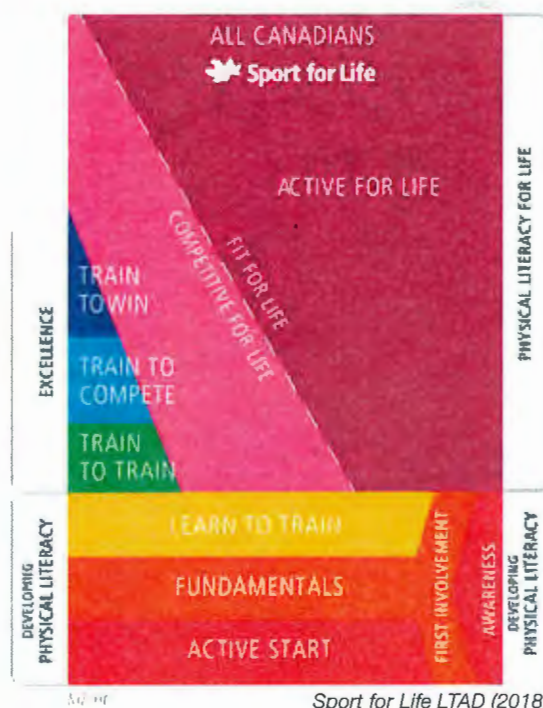 ALL CANADIANS
Sport for Life
ACTIVE FOR LIFE
FIT FOR LIFE
COMPETITIVE FOR LIFE
TRAIN
TO WIN
TRAIN TO
COMPETE
TRAIN
TO TRAIN
LEARN TO TRAIN
FUNDAMENTALS
ACTIVE START
FIRST INVOLVEMENT
AWARENESS
EXCELLENCE
DEVELOPING
PHYSICAL LITERACY
PHYSICAL LITERACY FOR LIFE
DEVELOPING
PHYSICAL LITERACY
Sport for Life LTAD (2018